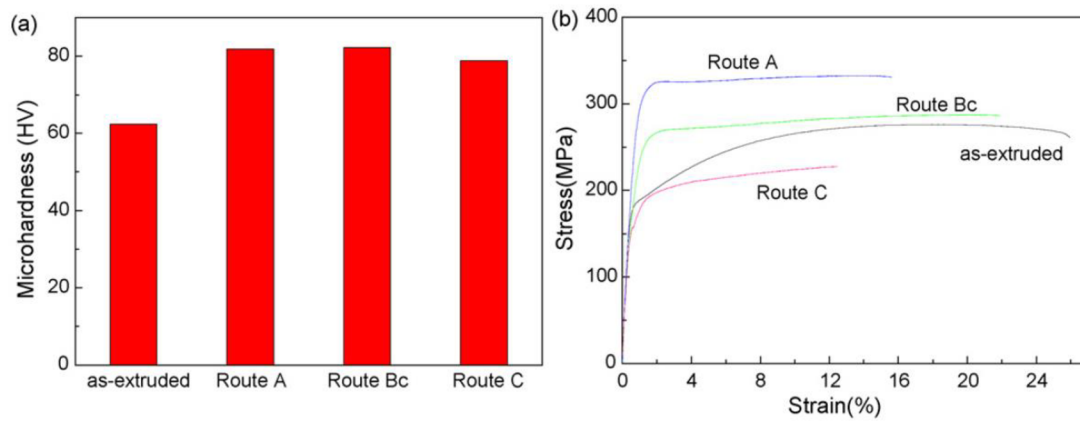 (a)
Microhardness (HV)
80
60
40
20
0
as-extruded Route A Route Bc Route C
(b)
Stress(MPa)
400
300
200
100
0
Route A
Route Bc
as-extruded
Route C
0 4 8 12 16 20 24
Strain(%)